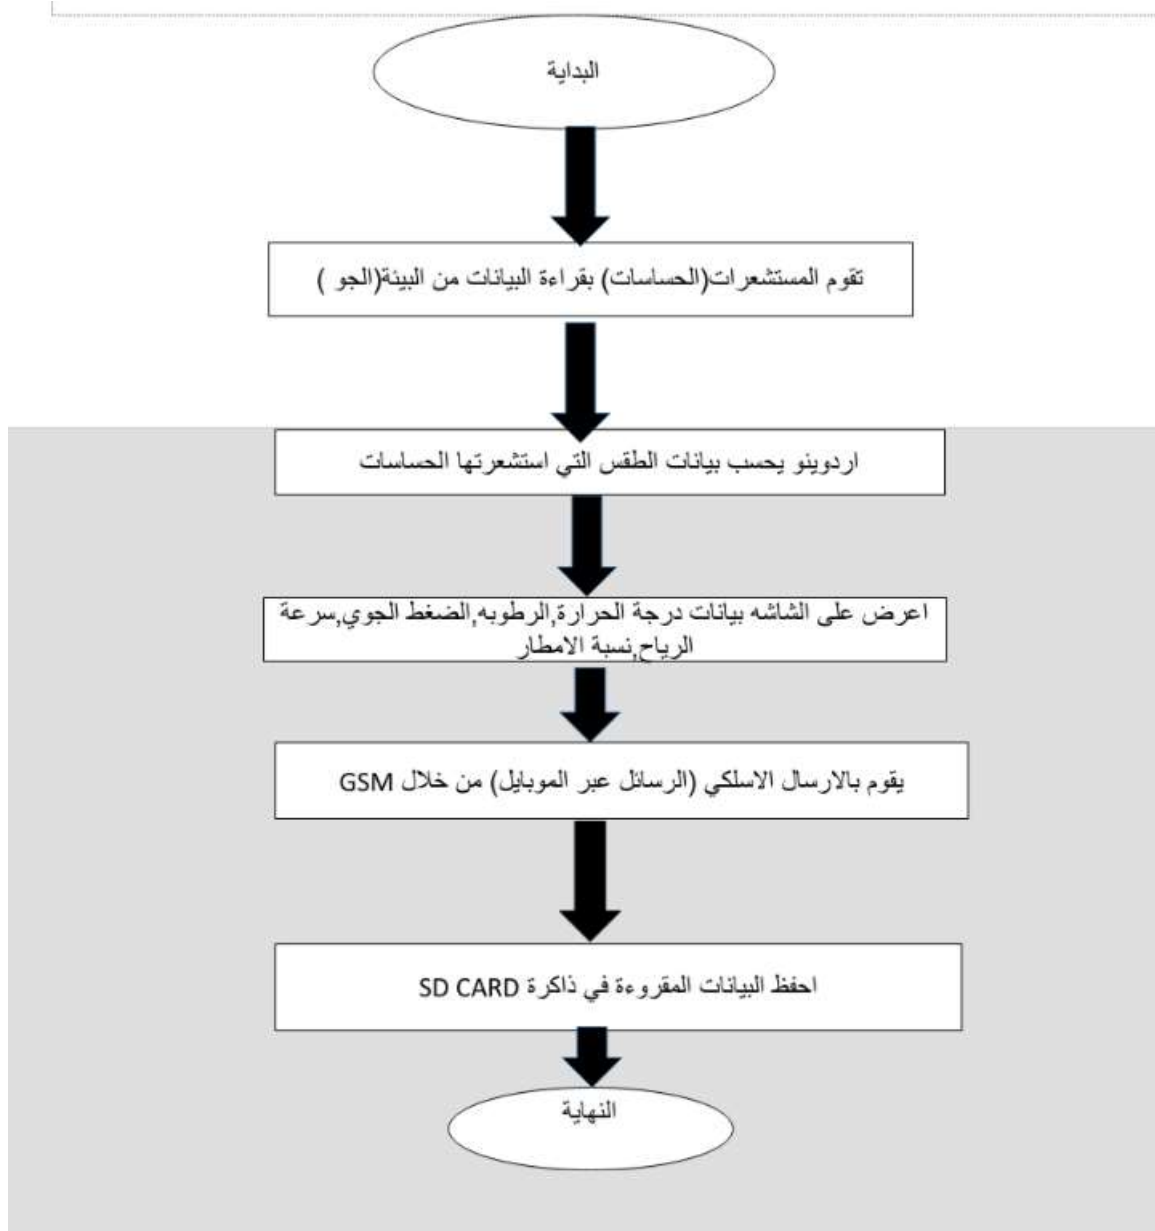 البداية
تقوم المستشعرات(الحساسات) بقراءة البيانات من البيئة(الجو )
اردوينو يحسب بيانات الطقس التي استشعرتها الحساسات
اعرض على الشاشه بيانات درجة الحرارة,الرطوبه,الضغط الجوي,سرعة
الرياح,نسبة الامطار
يقوم بالارسال الاسلكي (الرسائل عبر الموبايل) من خلال GSM
احفظ البيانات المقروءة في ذاكرة SD CARD
النهاية